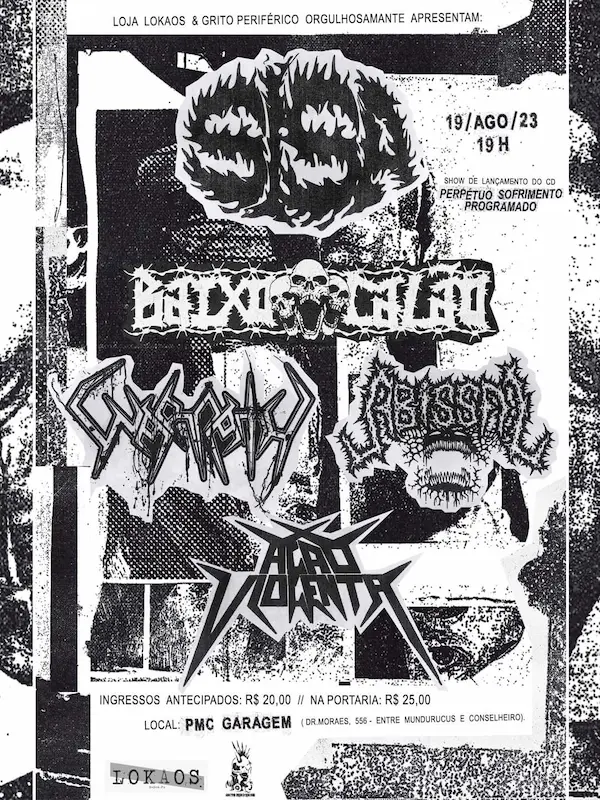 LOJA LOKAOS & GRITO PERIFÉRICO ORGULHOSAMANTE APRESENTAM:
19/AGO/23
19 H
SHOW DE LANÇAMENTO DO CD
PERPÉTUO SOFRIMENTO
PROGRAMADO
BAIXO CALÃO
ABISSAL
AÇÃO
VIOLENTA
INGRESSOS ANTECIPADOS: R$ 20,00 // NA PORTARIA: R$ 25,00
LOCAL: PMC GARAGEM ( DR.MORAES, 556 - ENTRE MUNDURUCUS E CONSELHEIRO).
LOKAOS